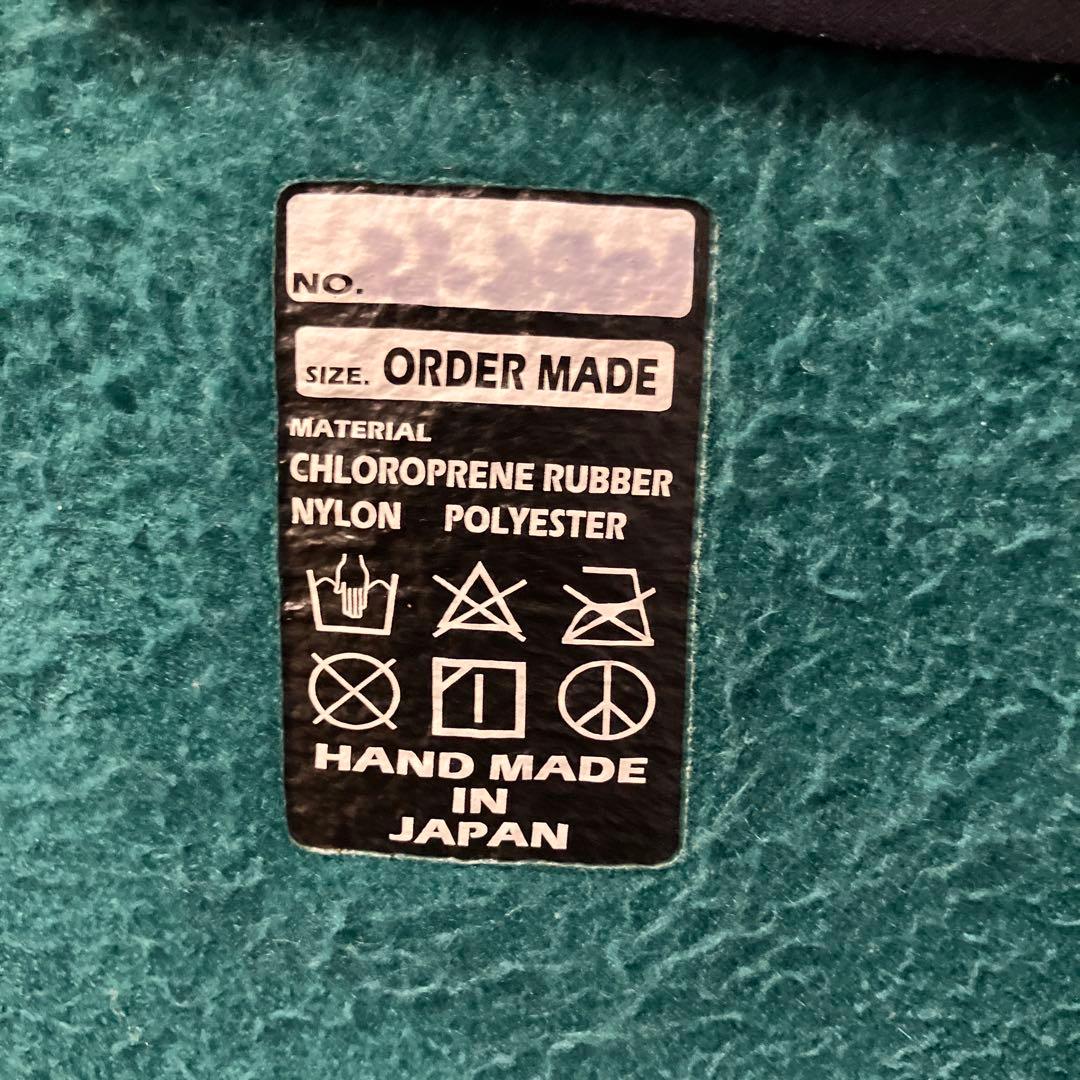 NO.
SIZE. ORDER MADE
MATERIAL
CHLOROPRENE RUBBER
NYLON POLYESTER
HAND MADE
IN
JAPAN